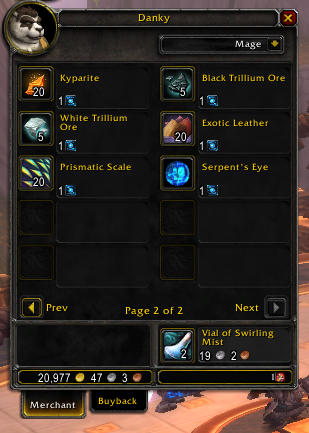 Danky
Mage
Kyparite
20
1
Black Trillium Ore
5
1
White Trillium
Ore
5
1
Exotic Leather
20
1
Prismatic Scale
20
1
Serpent's Eye
1
Prev
Page 2 of 2
Next
Vial of Swirling
Mist
2
19 2
20,977 47 3
1
Merchant
Buyback